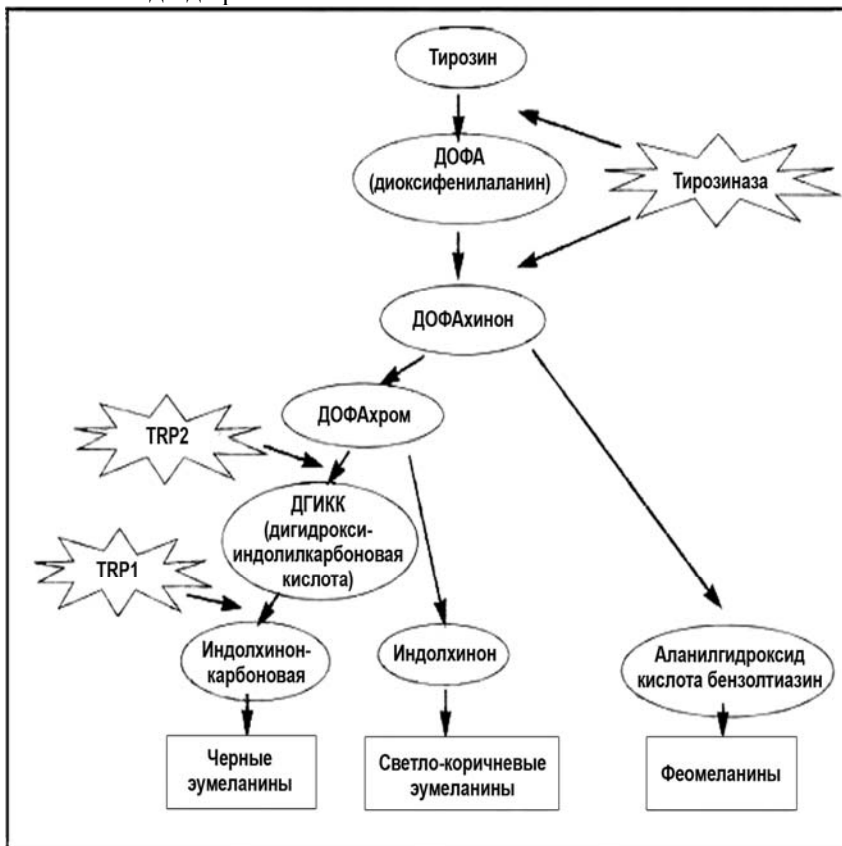 Тирозин
ДОФА
(диоксифенилаланин)
Тирозиназа
ДОФАхинон
ДОФАхром
TRP2
ДГИКК
(дигидрокси-
индолилкарбоновая
кислота)
TRP1
Индолхинон-
карбоновая
Индолхинон
Аланилгидроксид
кислота бензолтиазин
Черные
эумеланины
Светло-коричневые
эумеланины
Феомеланины